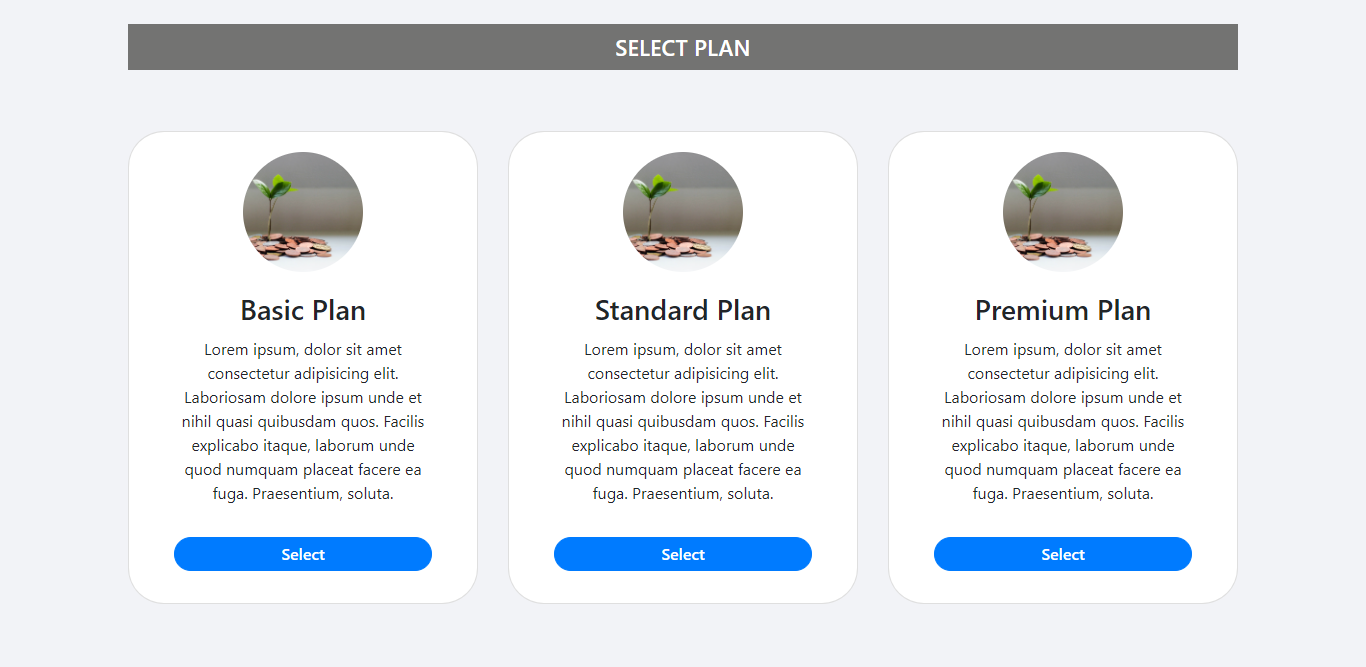 SELECT PLAN
Basic Plan
Lorem ipsum, dolor sit amet
consectetur adipisicing elit.
Laboriosam dolore ipsum unde et
nihil quasi quibusdam quos. Facilis
explicabo itaque, laborum unde
quod numquam placeat facere ea
fuga. Praesentium, soluta.
Select
Standard Plan
Lorem ipsum, dolor sit amet
consectetur adipisicing elit.
Laboriosam dolore ipsum unde et
nihil quasi quibusdam quos. Facilis
explicabo itaque, laborum unde
quod numquam placeat facere ea
fuga. Praesentium, soluta.
Select
Premium Plan
Lorem ipsum, dolor sit amet
consectetur adipisicing elit.
Laboriosam dolore ipsum unde et
nihil quasi quibusdam quos. Facilis
explicabo itaque, laborum unde
quod numquam placeat facere ea
fuga. Praesentium, soluta.
Select